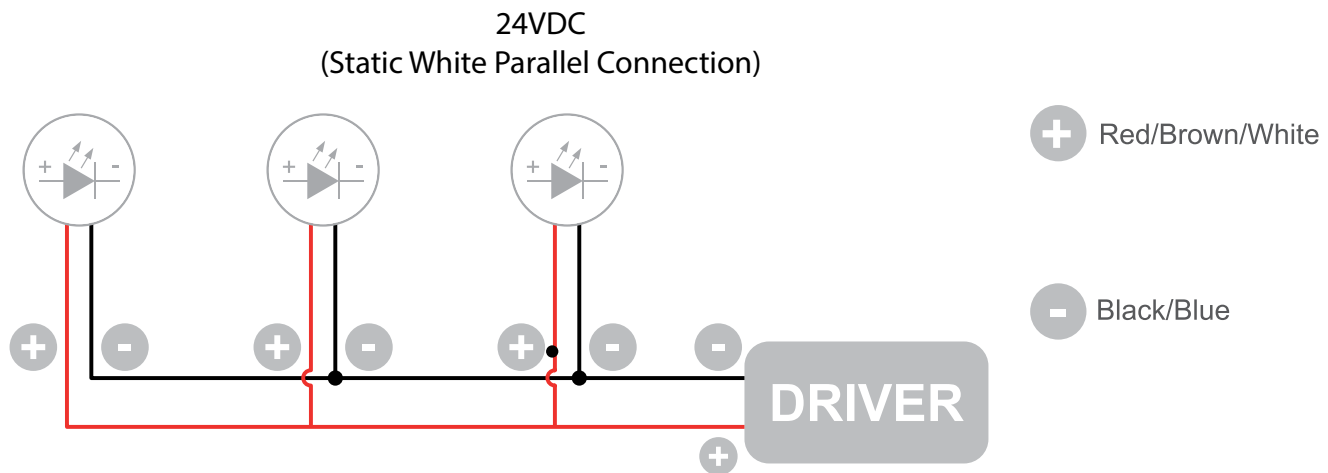 24VDC
(Static White Parallel Connection)
+ -
+ -
+ -
+ Red/Brown/White
- Black/Blue
+ -
+ -
+ -
-
DRIVER
+